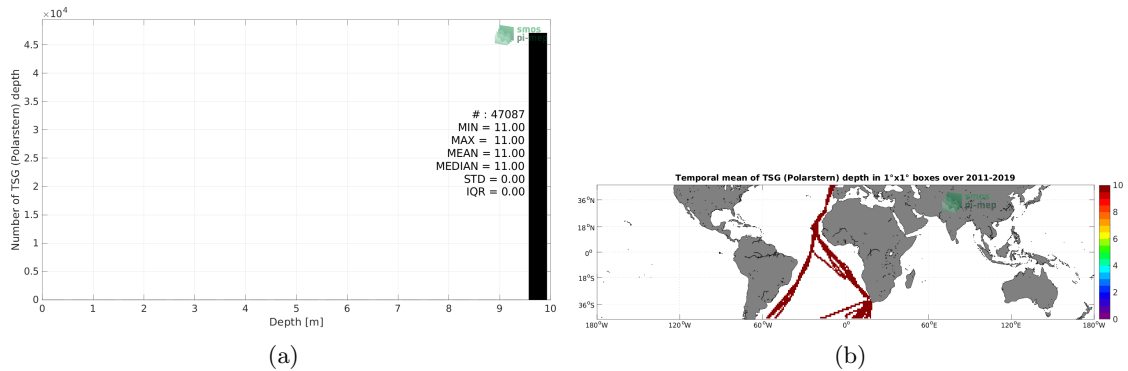 ×10⁴
4.5
4
3.5
3
2.5
2
1.5
1
0.5
0
Number of TSG (Polarstern) depth
smos
pi-mep
# : 47087
MIN = 11.00
MAX = 11.00
MEAN = 11.00
MEDIAN = 11.00
STD = 0.00
IQR = 0.00
0 1 2 3 4 5 6 7 8 9 10
Depth [m]
(a)
Temporal mean of TSG (Polarstern) depth in 1°x1° boxes over 2011-2019
smos
pi-mep
36°N
18°N
0°
18°S
36°S
180°W 120°W 60°W 0° 60°E 120°E 180°W
10
8
6
4
2
0
(b)